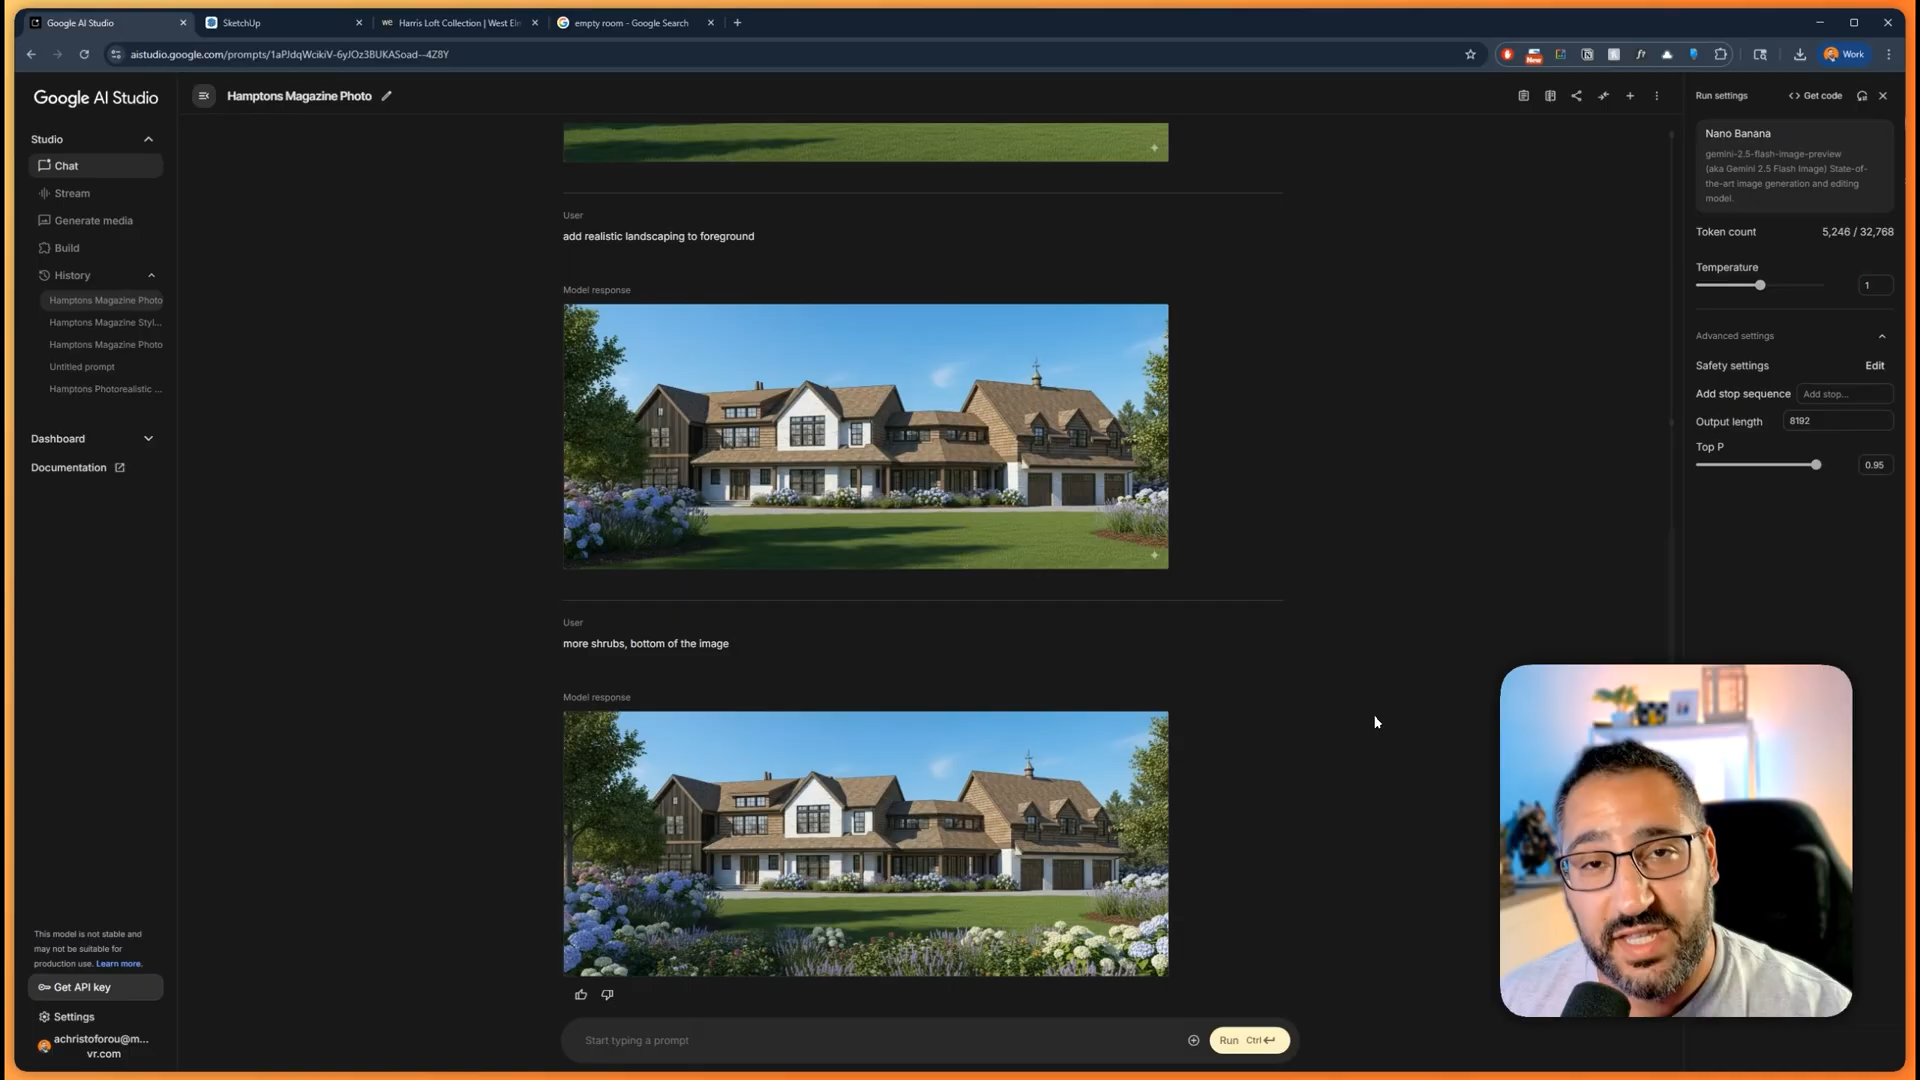 Google AI Studio
SketchUp
we Harris Loft Collection | West Elm
empty room - Google Search
aistudio.google.com/prompts/1aPJdqWcikiV-6yJOz3BUKASoad--4Z8Y
New
f?
Work
Google AI Studio
Hamptons Magazine Photo
Run settings
Get code
Studio
Chat
Stream
Generate media
Build
History
Hamptons Magazine Photo
Hamptons Magazine Styl...
Hamptons Magazine Photo
Untitled prompt
Hamptons Photorealistic ...
Dashboard
Documentation
This model is not stable and
may not be suitable for
production use. Learn more.
Get API key
Settings
achristoforou@m...
vr.com
User
add realistic landscaping to foreground
Model response
User
more shrubs, bottom of the image
Model response
Start typing a prompt
Run Ctrl
Nano Banana
gemini-2.5-flash-image-preview
(aka Gemini 2.5 Flash Image) State-of-
the-art image generation and editing
model.
Token count 5,246 / 32,768
Temperature
1
Advanced settings
Safety settings Edit
Add stop sequence Add stop...
Output length 8192
Top P
0.95